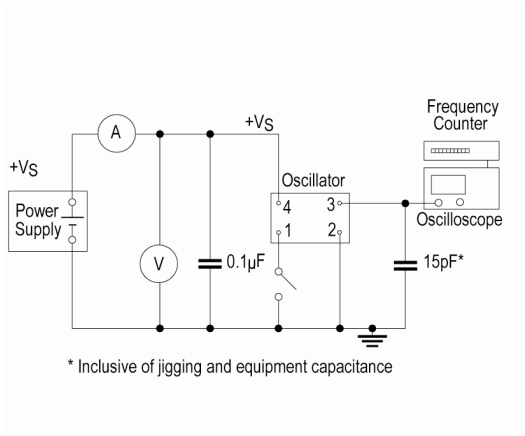 Frequency
Counter
A
+VS
+VS
Oscillator
Power
Supply
4
3
Oscilloscope
1
2
V
0.1µF
15pF*
* Inclusive of jigging and equipment capacitance